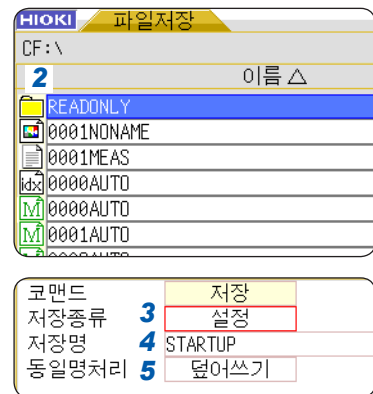 HIOKI 파일저장
CF:\
2 이름 △
READONLY
0001NONAME
0001MEAS
idx 0000AUTO
M 0000AUTO
M 0001AUTO
코맨드 저장
저장종류 3 설정
저장명 4 STARTUP
동일명처리 5 덮어쓰기